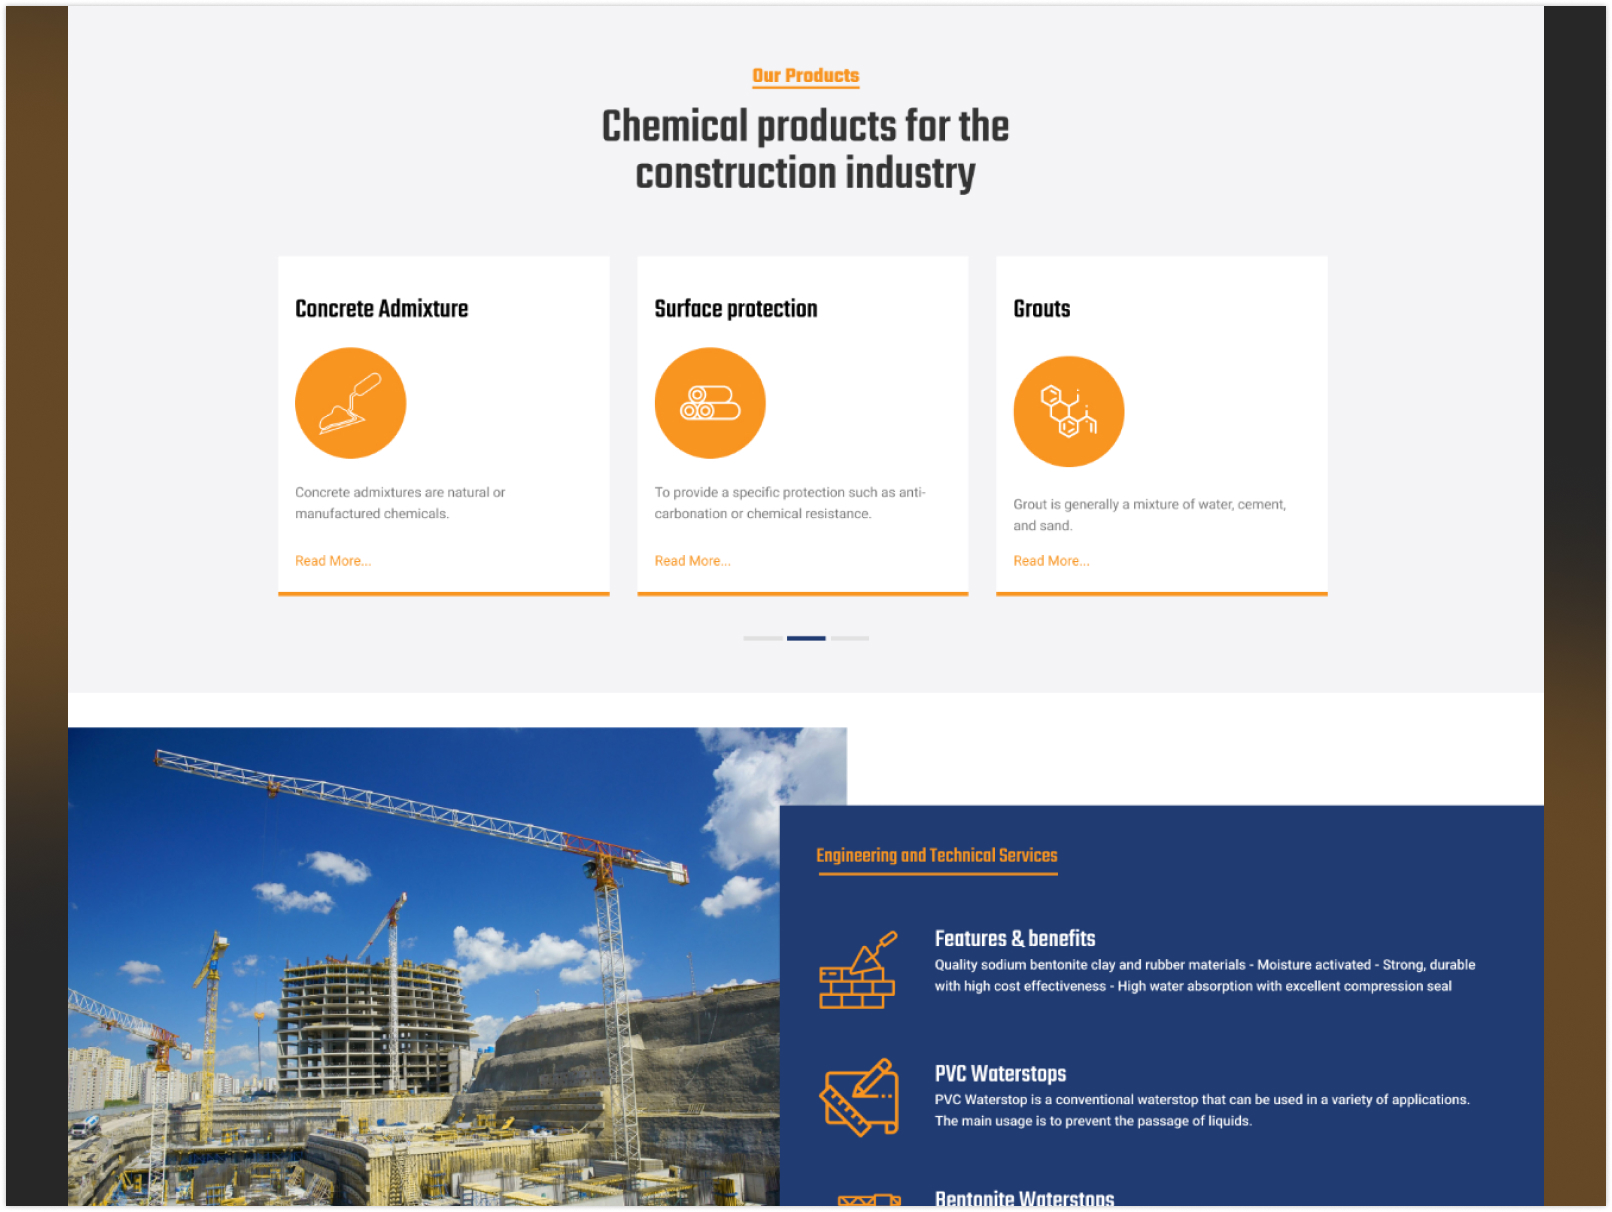 Our Products
Chemical products for the
construction industry
Concrete Admixture
Concrete admixtures are natural or
manufactured chemicals.
Read More...
Surface protection
To provide a specific protection such as anti-
carbonation or chemical resistance.
Read More...
Grouts
Grout is generally a mixture of water, cement,
and sand.
Read More...
Engineering and Technical Services
Features & benefits
Quality sodium bentonite clay and rubber materials - Moisture activated - Strong, durable
with high cost effectiveness - High water absorption with excellent compression seal
PVC Waterstops
PVC Waterstop is a conventional waterstop that can be used in a variety of applications.
The main usage is to prevent the passage of liquids.
Bentonite Waterstops